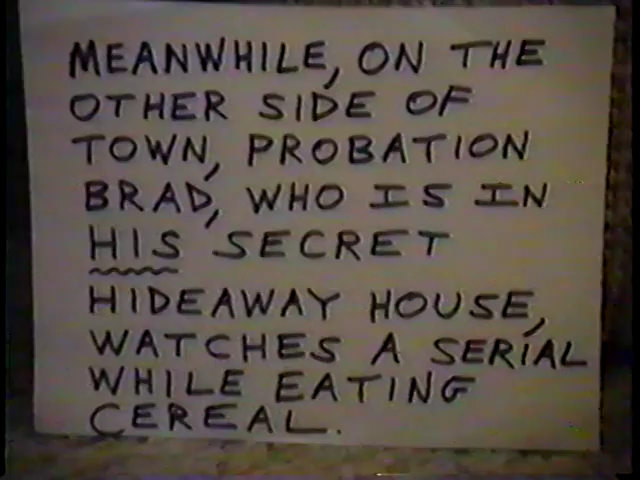 MEANWHILE, ON THE
OTHER SIDE OF
TOWN, PROBATION
BRAD, WHO IS IN
HIS SECRET
HIDEAWAY HOUSE,
WATCHES A SERIAL
WHILE EATING
CEREAL.